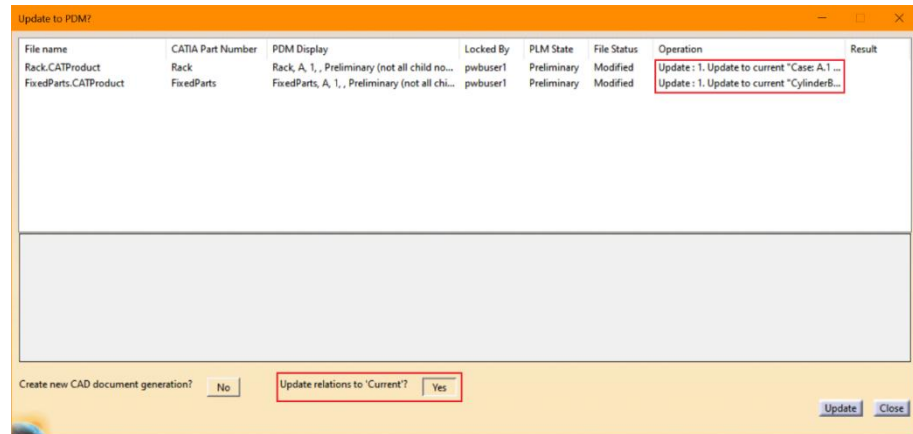 Update to PDM?
File name CATIA Part Number PDM Display Locked By PLM State File Status Operation Result
Rack.CATProduct Rack Rack, A, 1, , Preliminary (not all child no... pwbuser1 Preliminary Modified Update : 1. Update to current "Case: A.1 ...
FixedParts.CATProduct FixedParts FixedParts, A, 1, , Preliminary (not all chi... pwbuser1 Preliminary Modified Update : 1. Update to current "CylinderB...
Create new CAD document generation? No Update relations to 'Current'? Yes
Update Close